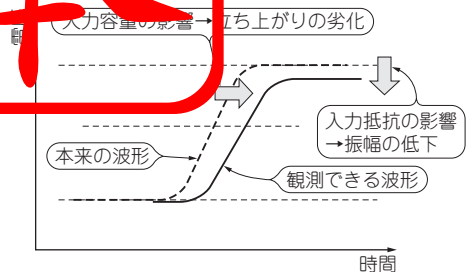 入力容量の影響→立ち上がりの劣化
入力抵抗の影響
→振幅の低下
本来の波形
観測できる波形
時間